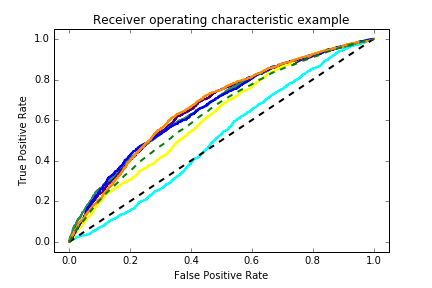 Receiver operating characteristic example
True Positive Rate
1.0
0.8
0.6
0.4
0.2
0.0
0.0 0.2 0.4 0.6 0.8 1.0
False Positive Rate